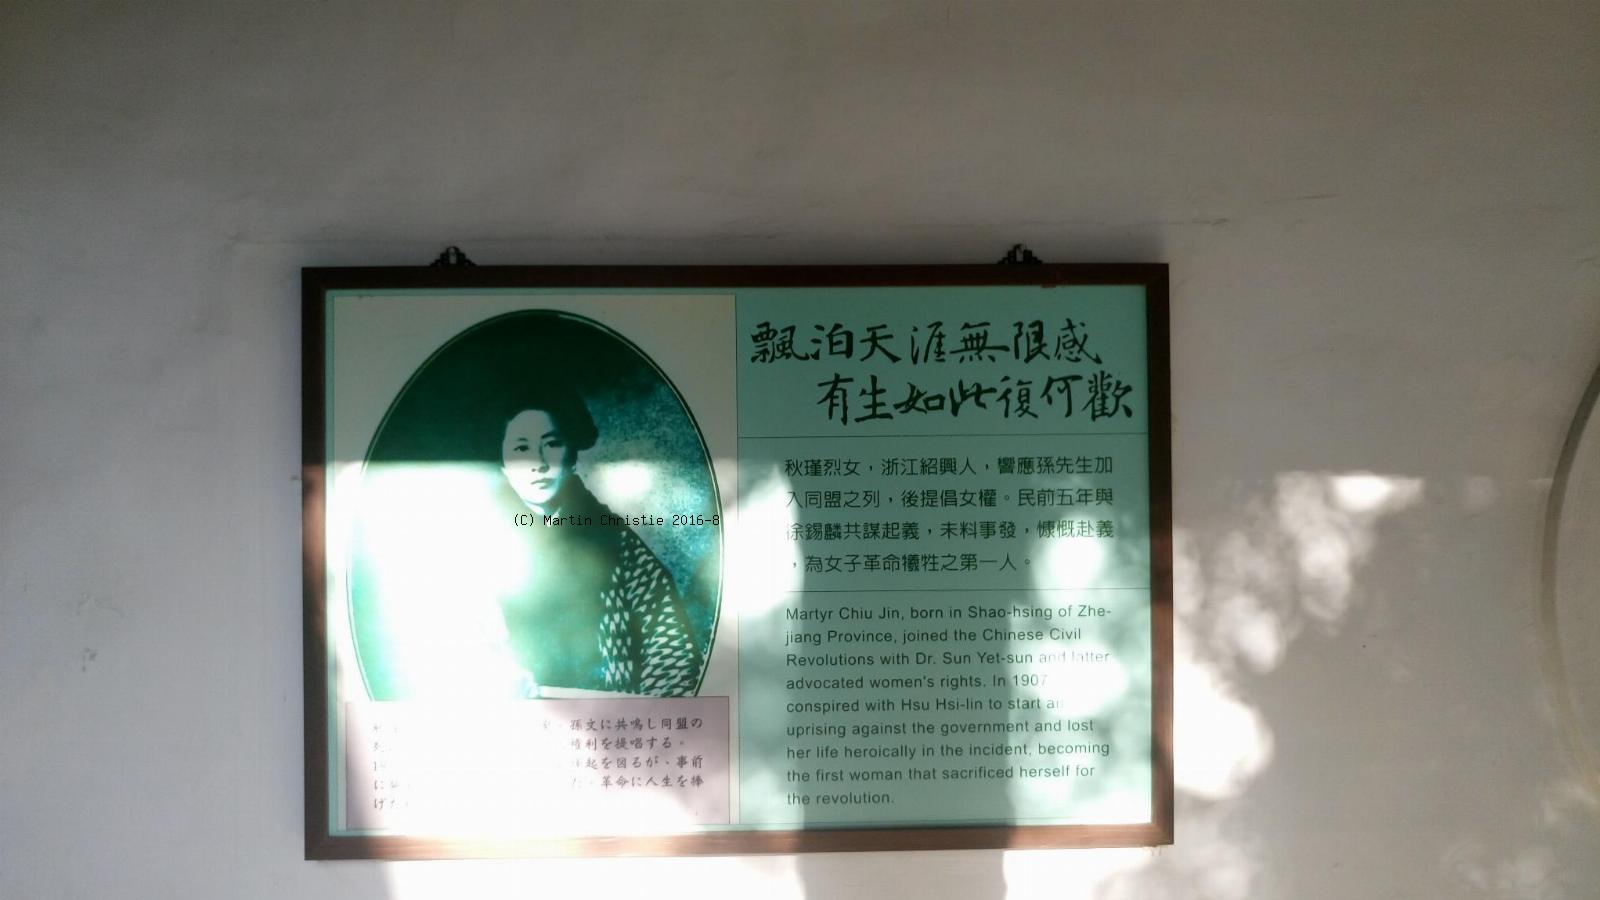 飄泊天涯無限感
有生如此復何歡
秋瑾烈女，浙江紹興人，響應孫先生加
入同盟之列，後提倡女權。民前五年與
徐錫麟共謀起義，未料事發，慷慨赴義
，為女子革命犧牲之第一人。
Martyr Chiu Jin, born in Shao-hsing of Zhe-
jiang Province, joined the Chinese Civil
Revolutions with Dr. Sun Yet-sun and latter
advocated women's rights. In 1907
conspired with Hsu Hsi-lin to start an
uprising against the government and lost
her life heroically in the incident, becoming
the first woman that sacrificed herself for
the revolution.
孫文に共鳴し同盟の
権利を提唱する。
起を図るが、事前
に た。革命に人生を捧
げた
(C) Martin Christie 2016-8